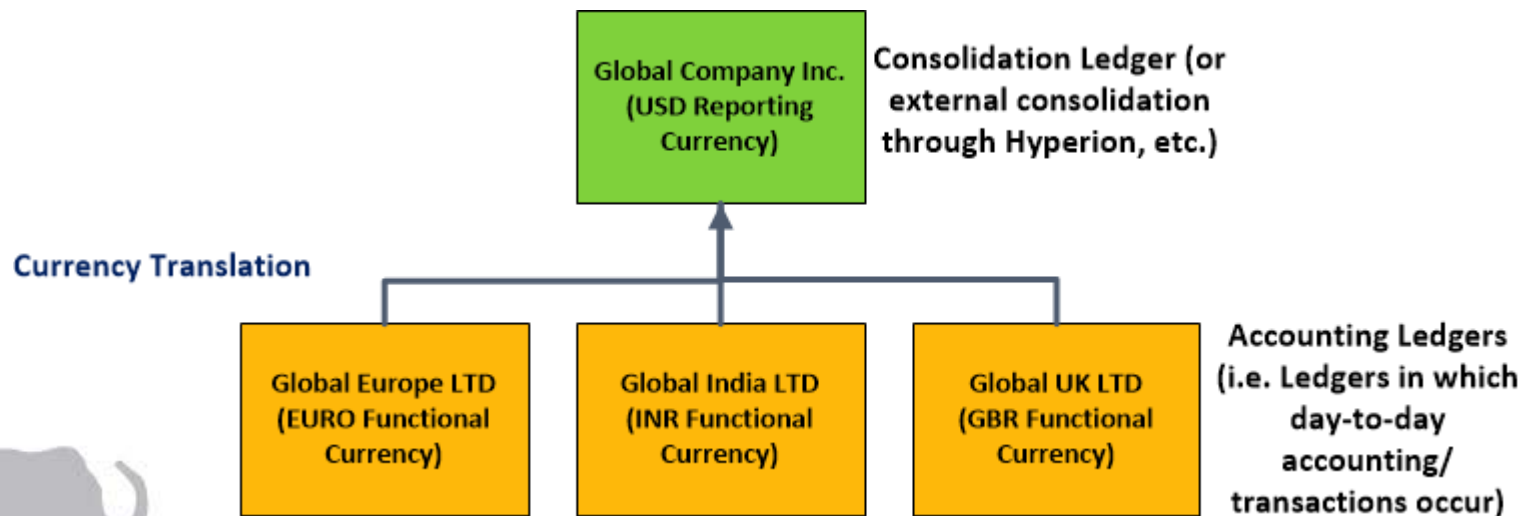 Global Company Inc.
(USD Reporting
Currency)
Consolidation Ledger (or
external consolidation
through Hyperion, etc.)
Currency Translation
Global Europe LTD
(EURO Functional
Currency)
Global India LTD
(INR Functional
Currency)
Global UK LTD
(GBR Functional
Currency)
Accounting Ledgers
(i.e. Ledgers in which
day-to-day
accounting/
transactions occur)